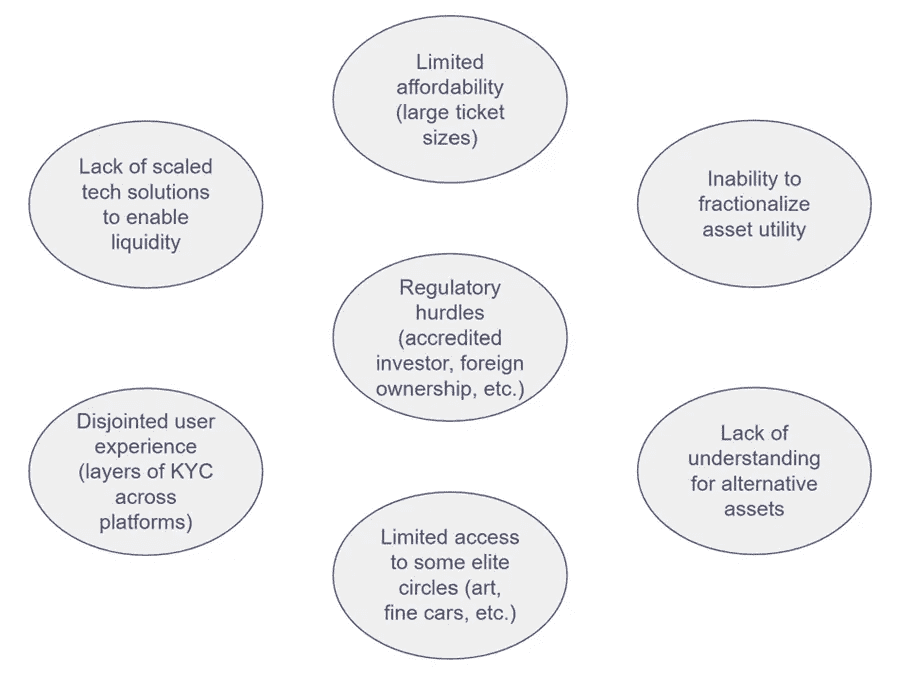 Limited
affordability
(large ticket
sizes)
Lack of scaled
tech solutions
to enable
liquidity
Inability to
fractionalize
asset utility
Regulatory
hurdles
(accredited
investor, foreign
ownership, etc.)
Disjointed user
experience
(layers of KYC
across
platforms)
Lack of
understanding
for alternative
assets
Limited access
to some elite
circles (art,
fine cars, etc.)